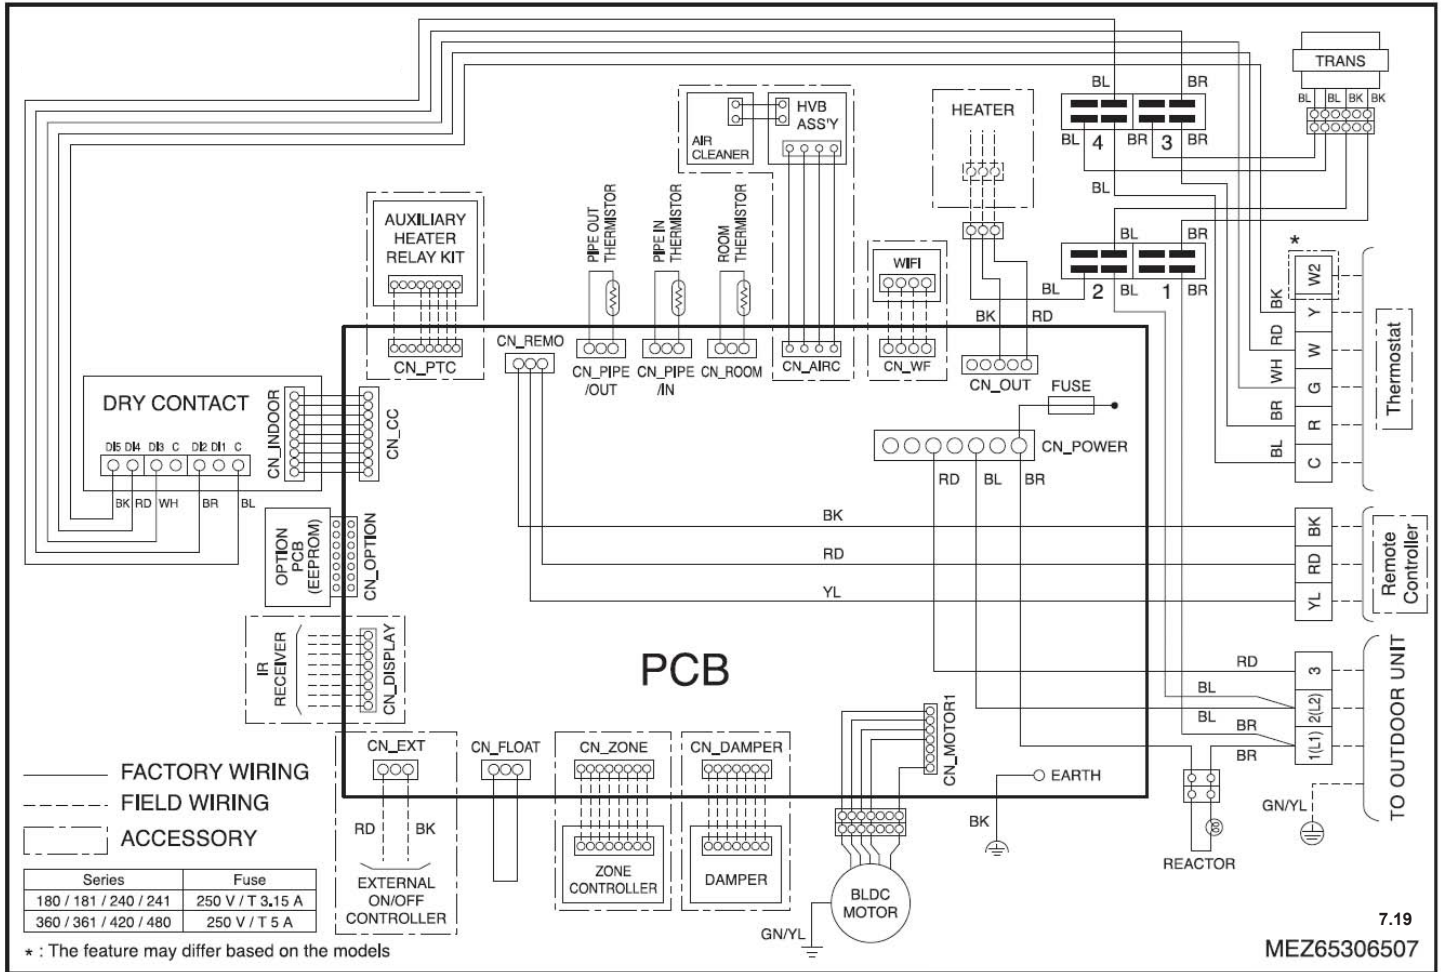 TRANS
BL BL BK BK
BL BR
BL 4 BR 3 BR
HEATER
HVB
ASS'Y
AIR
CLEANER
AUXILIARY
HEATER
RELAY KIT
PIPE OUT
THERMISTOR
PIPE IN
THERMISTOR
ROOM
THERMISTOR
WIFI
BL
BL BR
BL 2 BL 1 BR
BK RD
CN_REMO
CN_PTC
CN_PIPE
/OUT
CN_PIPE
/IN
CN_ROOM
CN_AIRC
CN_WF
CN_OUT
FUSE
CN_POWER
RD BL BR
*
W2
BK Y
RD W
WH G
BR R
BL C
Thermostat
DRY CONTACT
CN_INDOOR
CN_CC
DI5 DI4 DI3 C DI2 DI1 C
BK RD WH BR BL
OPTION
PCB
(EEPROM)
CN_OPTION
BK BK
RD RD
YL YL
Remote
Controller
IR
RECEIVER
CN_DISPLAY
PCB
RD 3
BL 2(L2)
BL
BR 1(L1)
BR
TO OUTDOOR UNIT
GN/YL
REACTOR
CN_EXT
RD BK
EXTERNAL
ON/OFF
CONTROLLER
CN_FLOAT
CN_ZONE
ZONE
CONTROLLER
CN_DAMPER
DAMPER
CN_MOTOR1
BLDC
MOTOR
GN/YL
EARTH
BK
FACTORY WIRING
FIELD WIRING
ACCESSORY
Series Fuse
180 / 181 / 240 / 241 250 V / T 3.15 A
360 / 361 / 420 / 480 250 V / T 5 A
* : The feature may differ based on the models
7.19
MEZ65306507